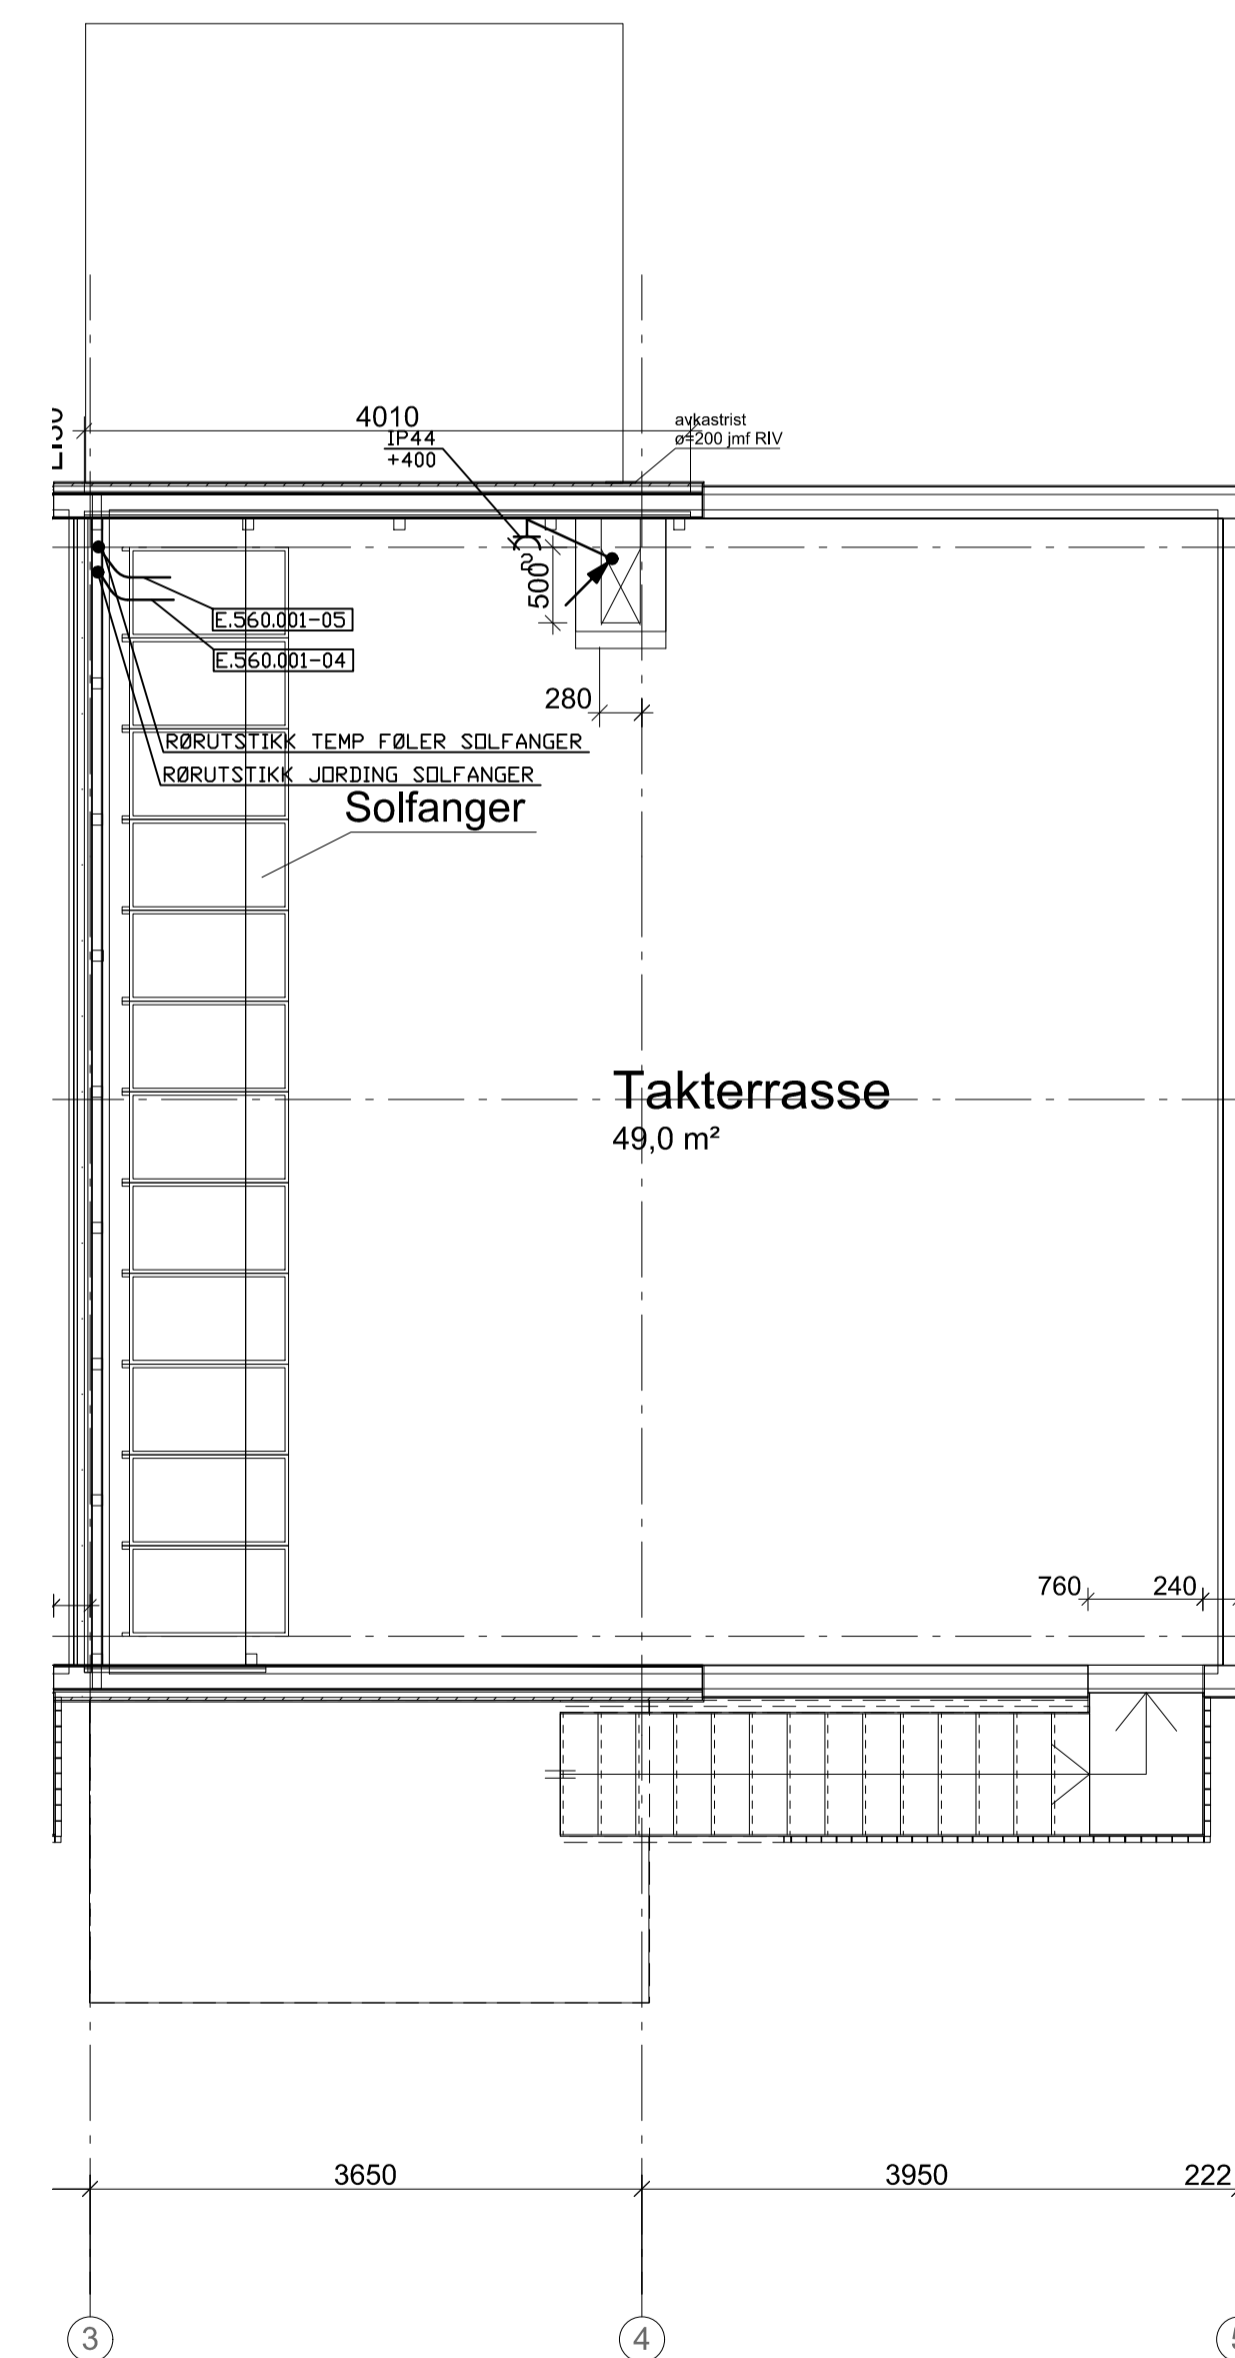 4010
IP44
+400
avkastrist
ø=200 jmf RIV
2
500
E.560.001-05
E.560.001-04
280
RØRUTSTIKK TEMP FØLER SOLFANGER
RØRUTSTIKK JORDING SOLFANGER
Solfanger
Takterrasse
49,0 m²
760
240
3650
3950
222
3
4